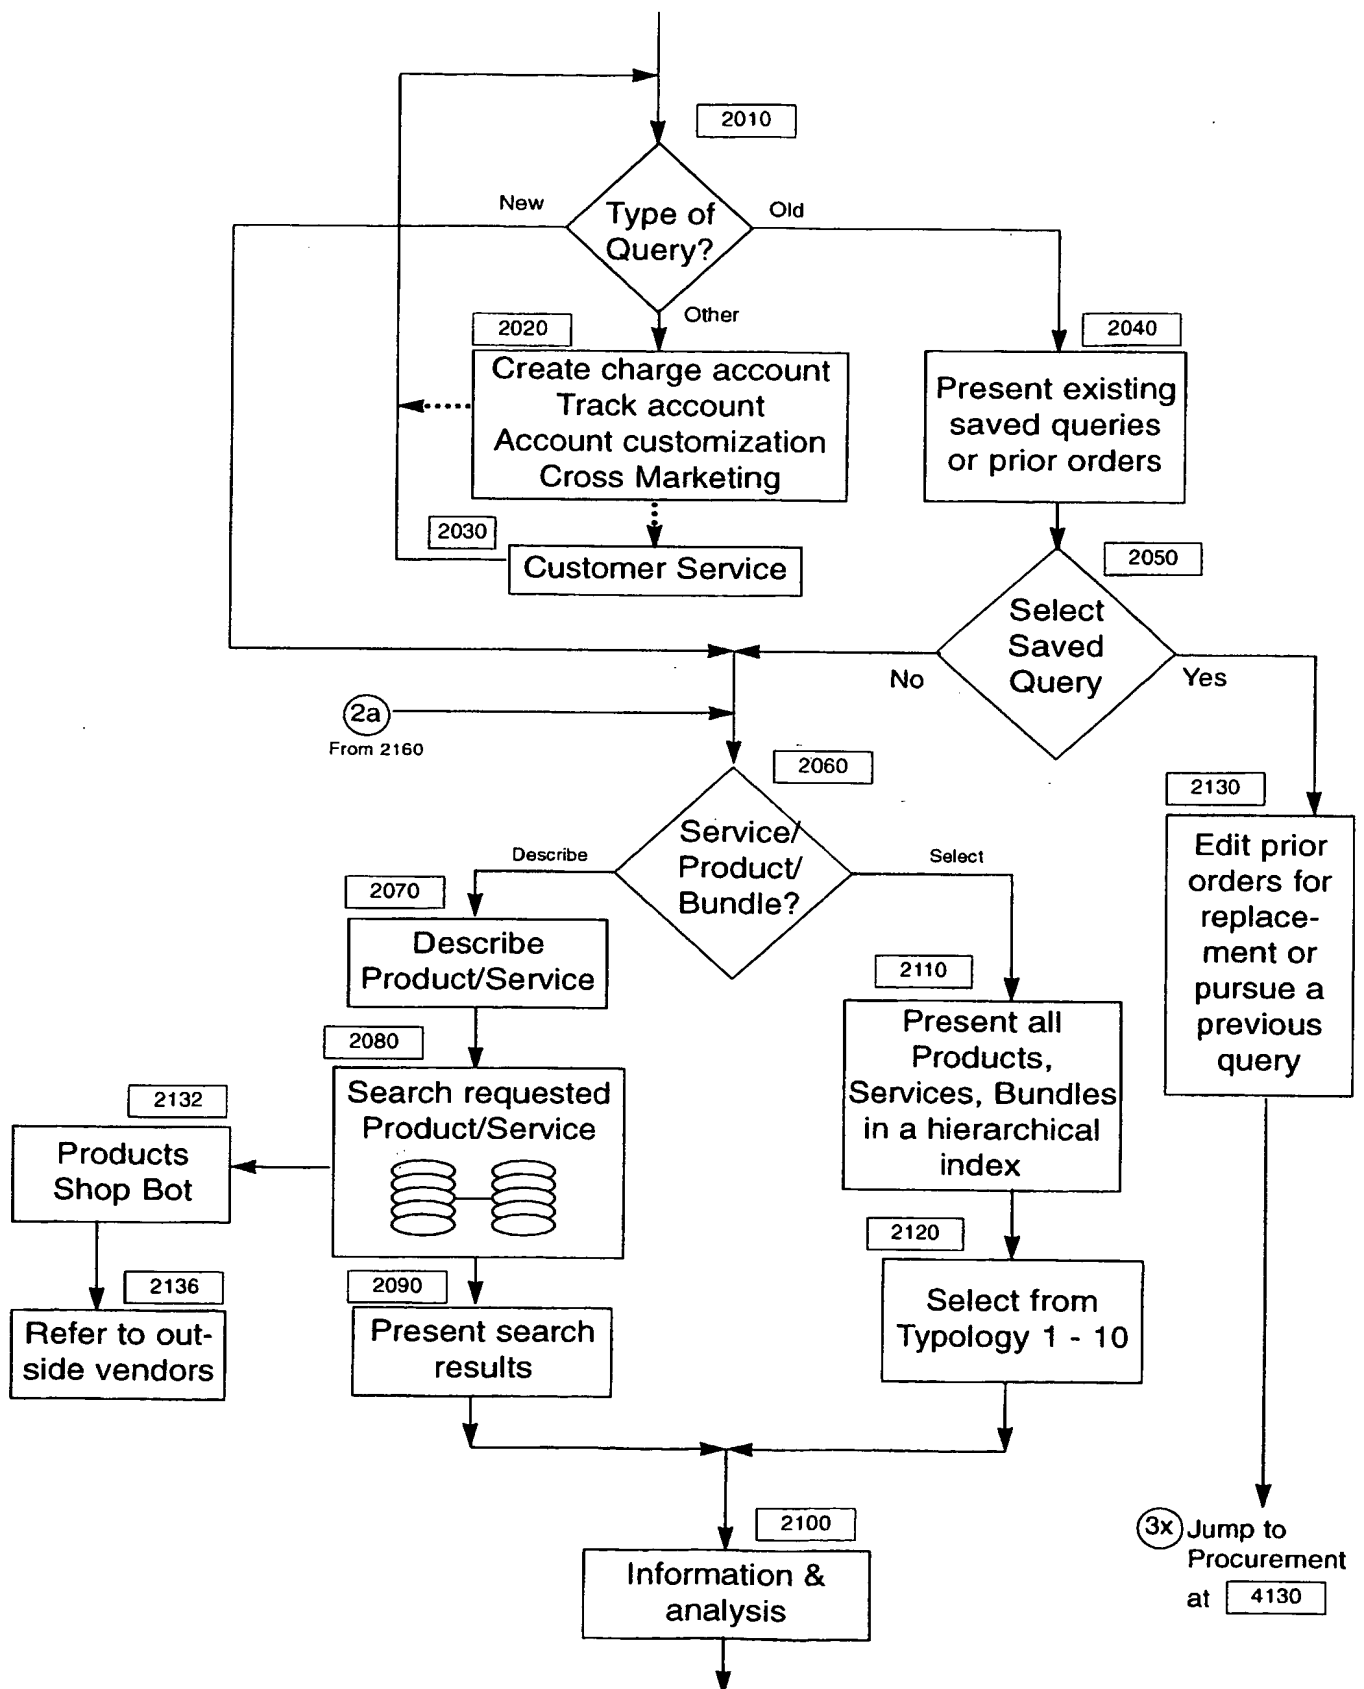 2010
New
Old
Type of
Query?
Other
2020
2040
Create charge account
Track account
Account customization
Cross Marketing
Present existing
saved queries
or prior orders
2030
Customer Service
2050
Select
Saved
Query
No
Yes
2a
From 2160
2060
2130
Service/
Product/
Bundle?
Describe
Select
Edit prior
orders for
replace-
ment or
pursue a
previous
query
2070
Describe
Product/Service
2110
Present all
Products,
Services, Bundles
in a hierarchical
index
2080
Search requested
Product/Service
2132
Products
Shop Bot
2120
Select from
Typology 1 - 10
2136
Refer to out-
side vendors
2090
Present search
results
2100
Information &
analysis
3x Jump to
Procurement
at 4130